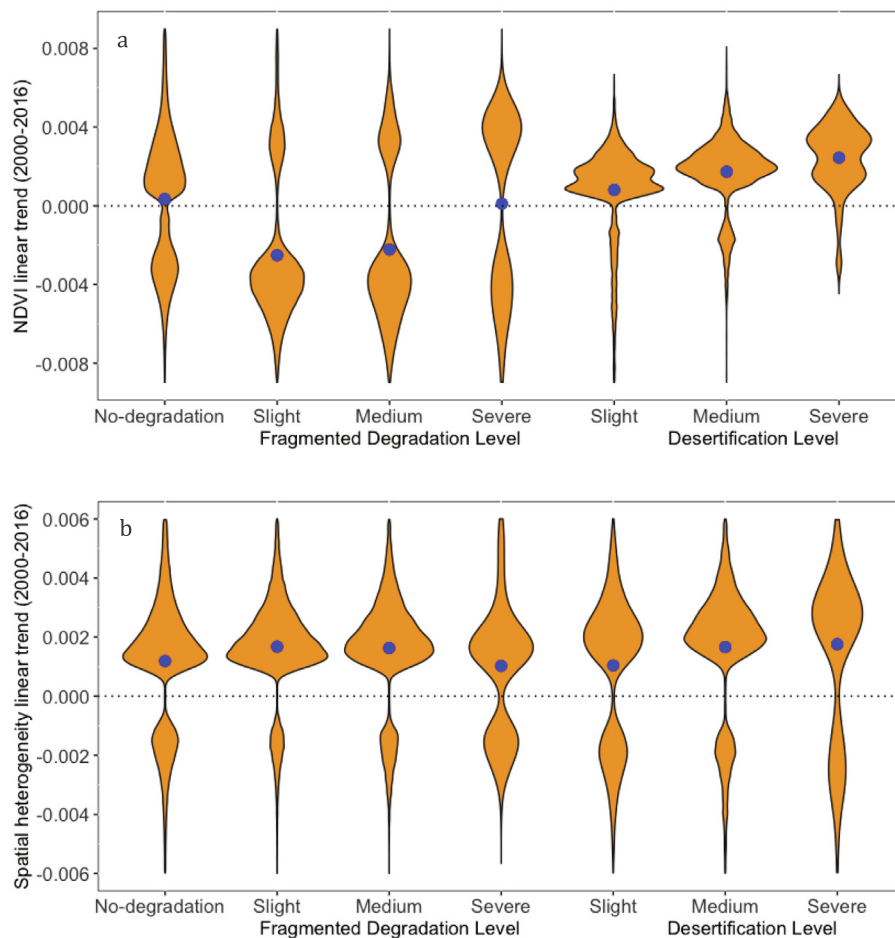 a
NDVI linear trend (2000-2016)
0.008
0.004
0.000
-0.004
-0.008
No-degradation Slight Medium Severe Slight Medium Severe
Fragmented Degradation Level Desertification Level
b
Spatial heterogeneity linear trend (2000-2016)
0.006
0.004
0.002
0.000
-0.002
-0.004
-0.006
No-degradation Slight Medium Severe Slight Medium Severe
Fragmented Degradation Level Desertification Level